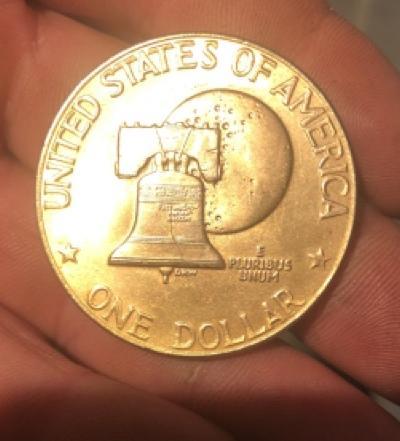 UNITED STATES OF AMERICA
E
PLURIBUS
UNUM
ONE DOLLAR